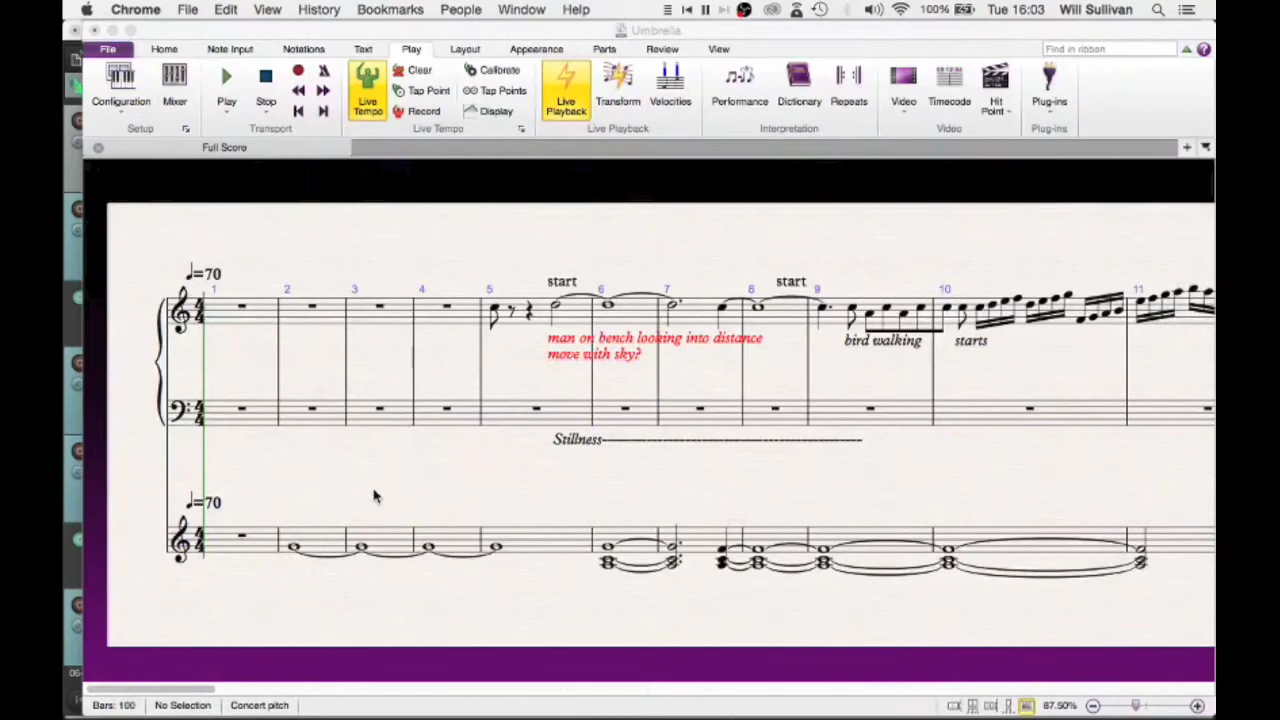 Chrome File Edit View History Bookmarks People Window Help 100% Tue 16:03 Will Sullivan
Umbrella
File Home Note Input Notations Text Play Layout Appearance Parts Review View Find in ribbon
Configuration Mixer Play Stop Live Tempo Clear Tap Point Record Calibrate Tap Points Display Live Playback Transform Velocities Performance Dictionary Repeats Video Timecode Hit Point Plug-ins
Setup Transport Live Tempo Live Playback Interpretation Video Plug-ins
Full Score
♩=70
start start
1 2 3 4 5 6 7 8 9 10 11
man on bench looking into distance
move with sky?
bird walking starts
Stillness
♩=70
Bars: 100 No Selection Concert pitch 87.50%